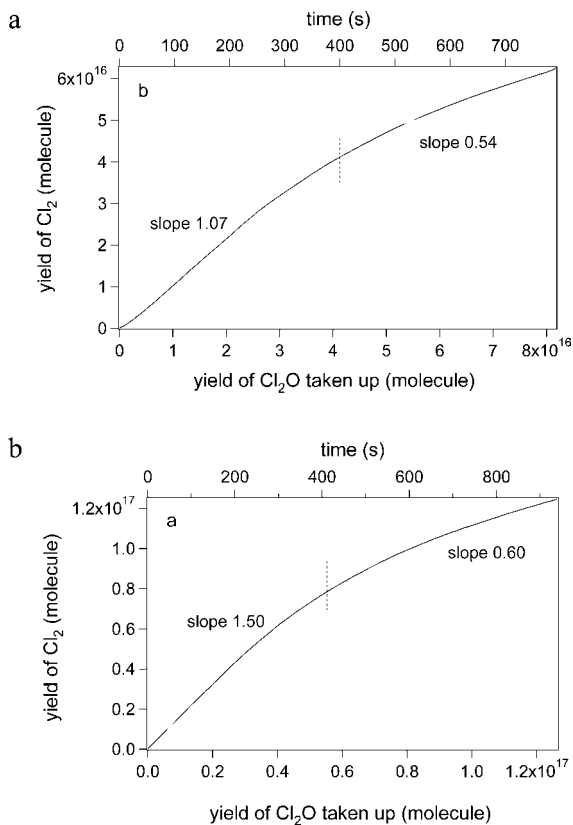 a
time (s)
0 100 200 300 400 500 600 700
b
6x10¹⁶
5
4
3
2
1
0
yield of Cl₂ (molecule)
slope 0.54
slope 1.07
0 1 2 3 4 5 6 7 8x10¹⁶
yield of Cl₂O taken up (molecule)
b
time (s)
0 200 400 600 800
a
1.2x10¹⁷
1.0
0.8
0.6
0.4
0.2
0.0
yield of Cl₂ (molecule)
slope 0.60
slope 1.50
0.0 0.2 0.4 0.6 0.8 1.0 1.2x10¹⁷
yield of Cl₂O taken up (molecule)